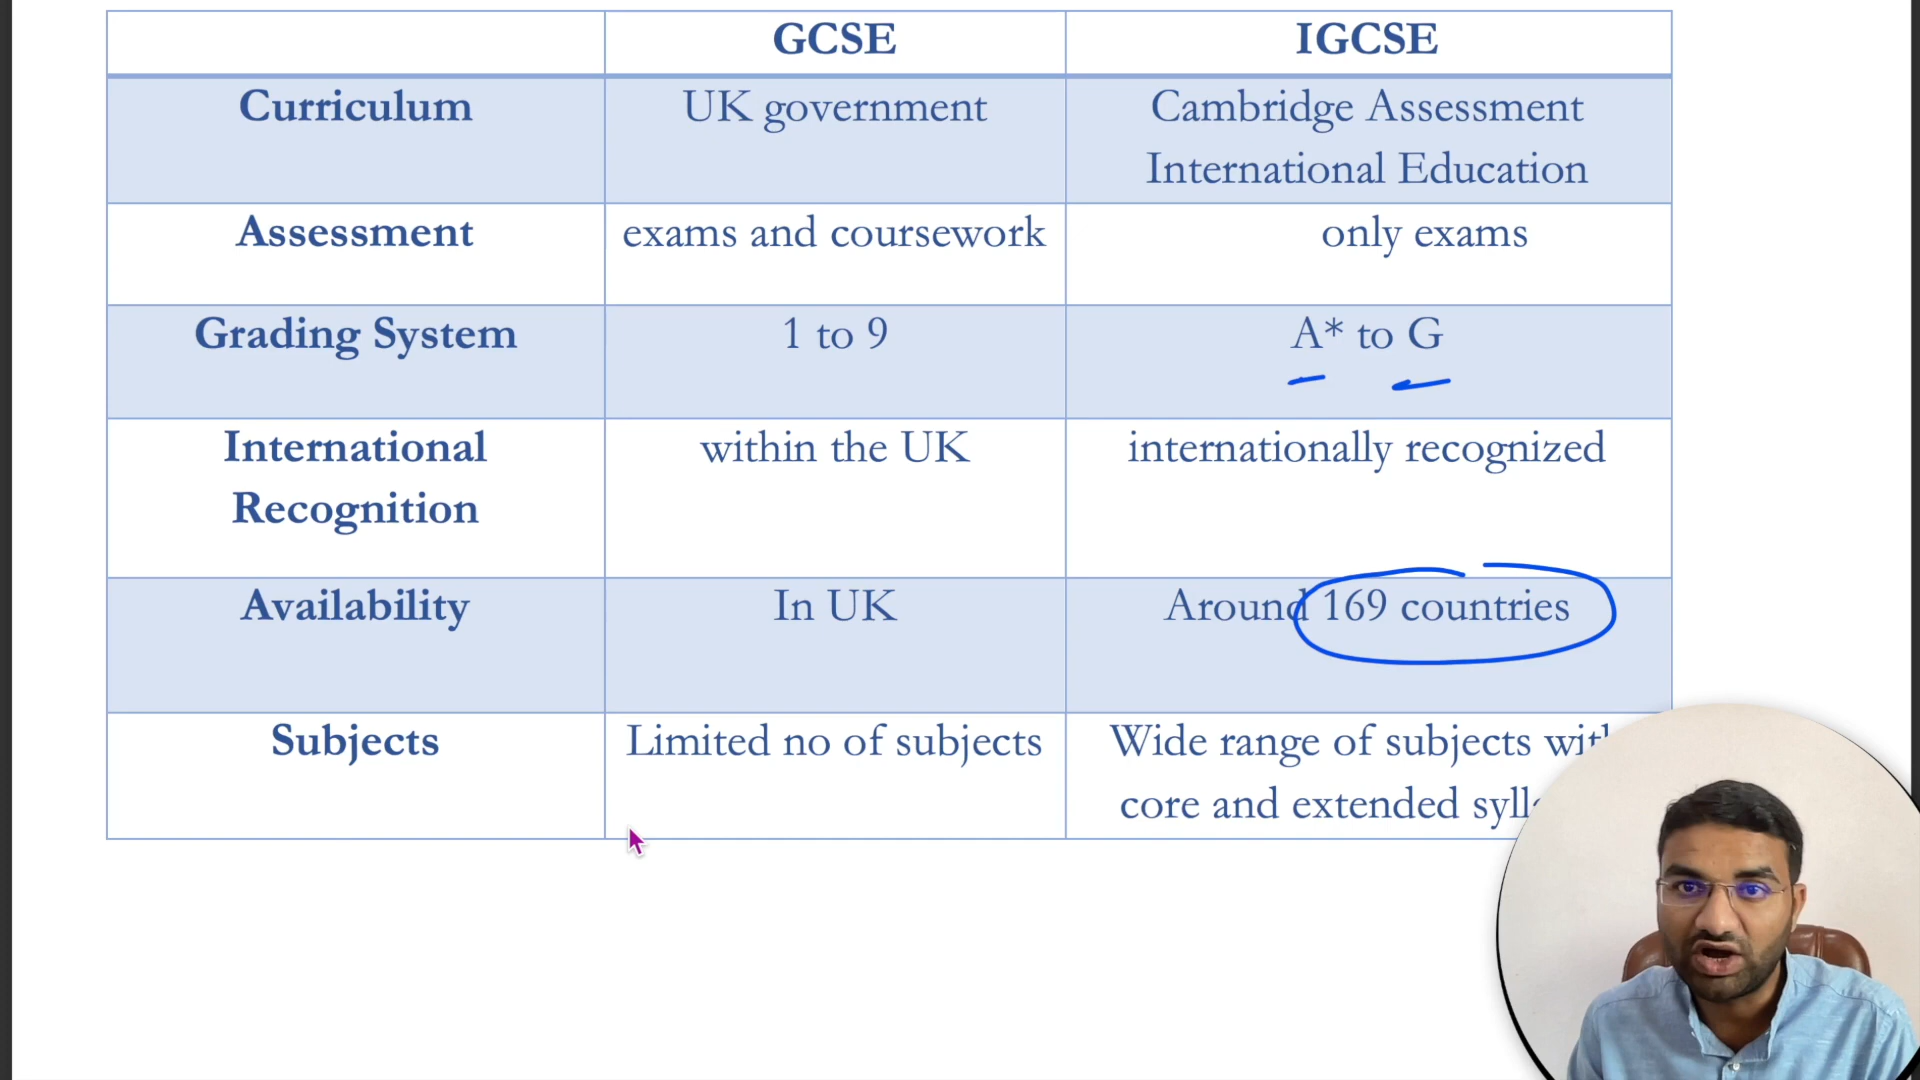 GCSE IGCSE
Curriculum UK government Cambridge Assessment
International Education
Assessment exams and coursework only exams
Grading System 1 to 9 A* to G
International within the UK internationally recognized
Recognition
Availability In UK Around 169 countries
Subjects Limited no of subjects Wide range of subjects
core and extended